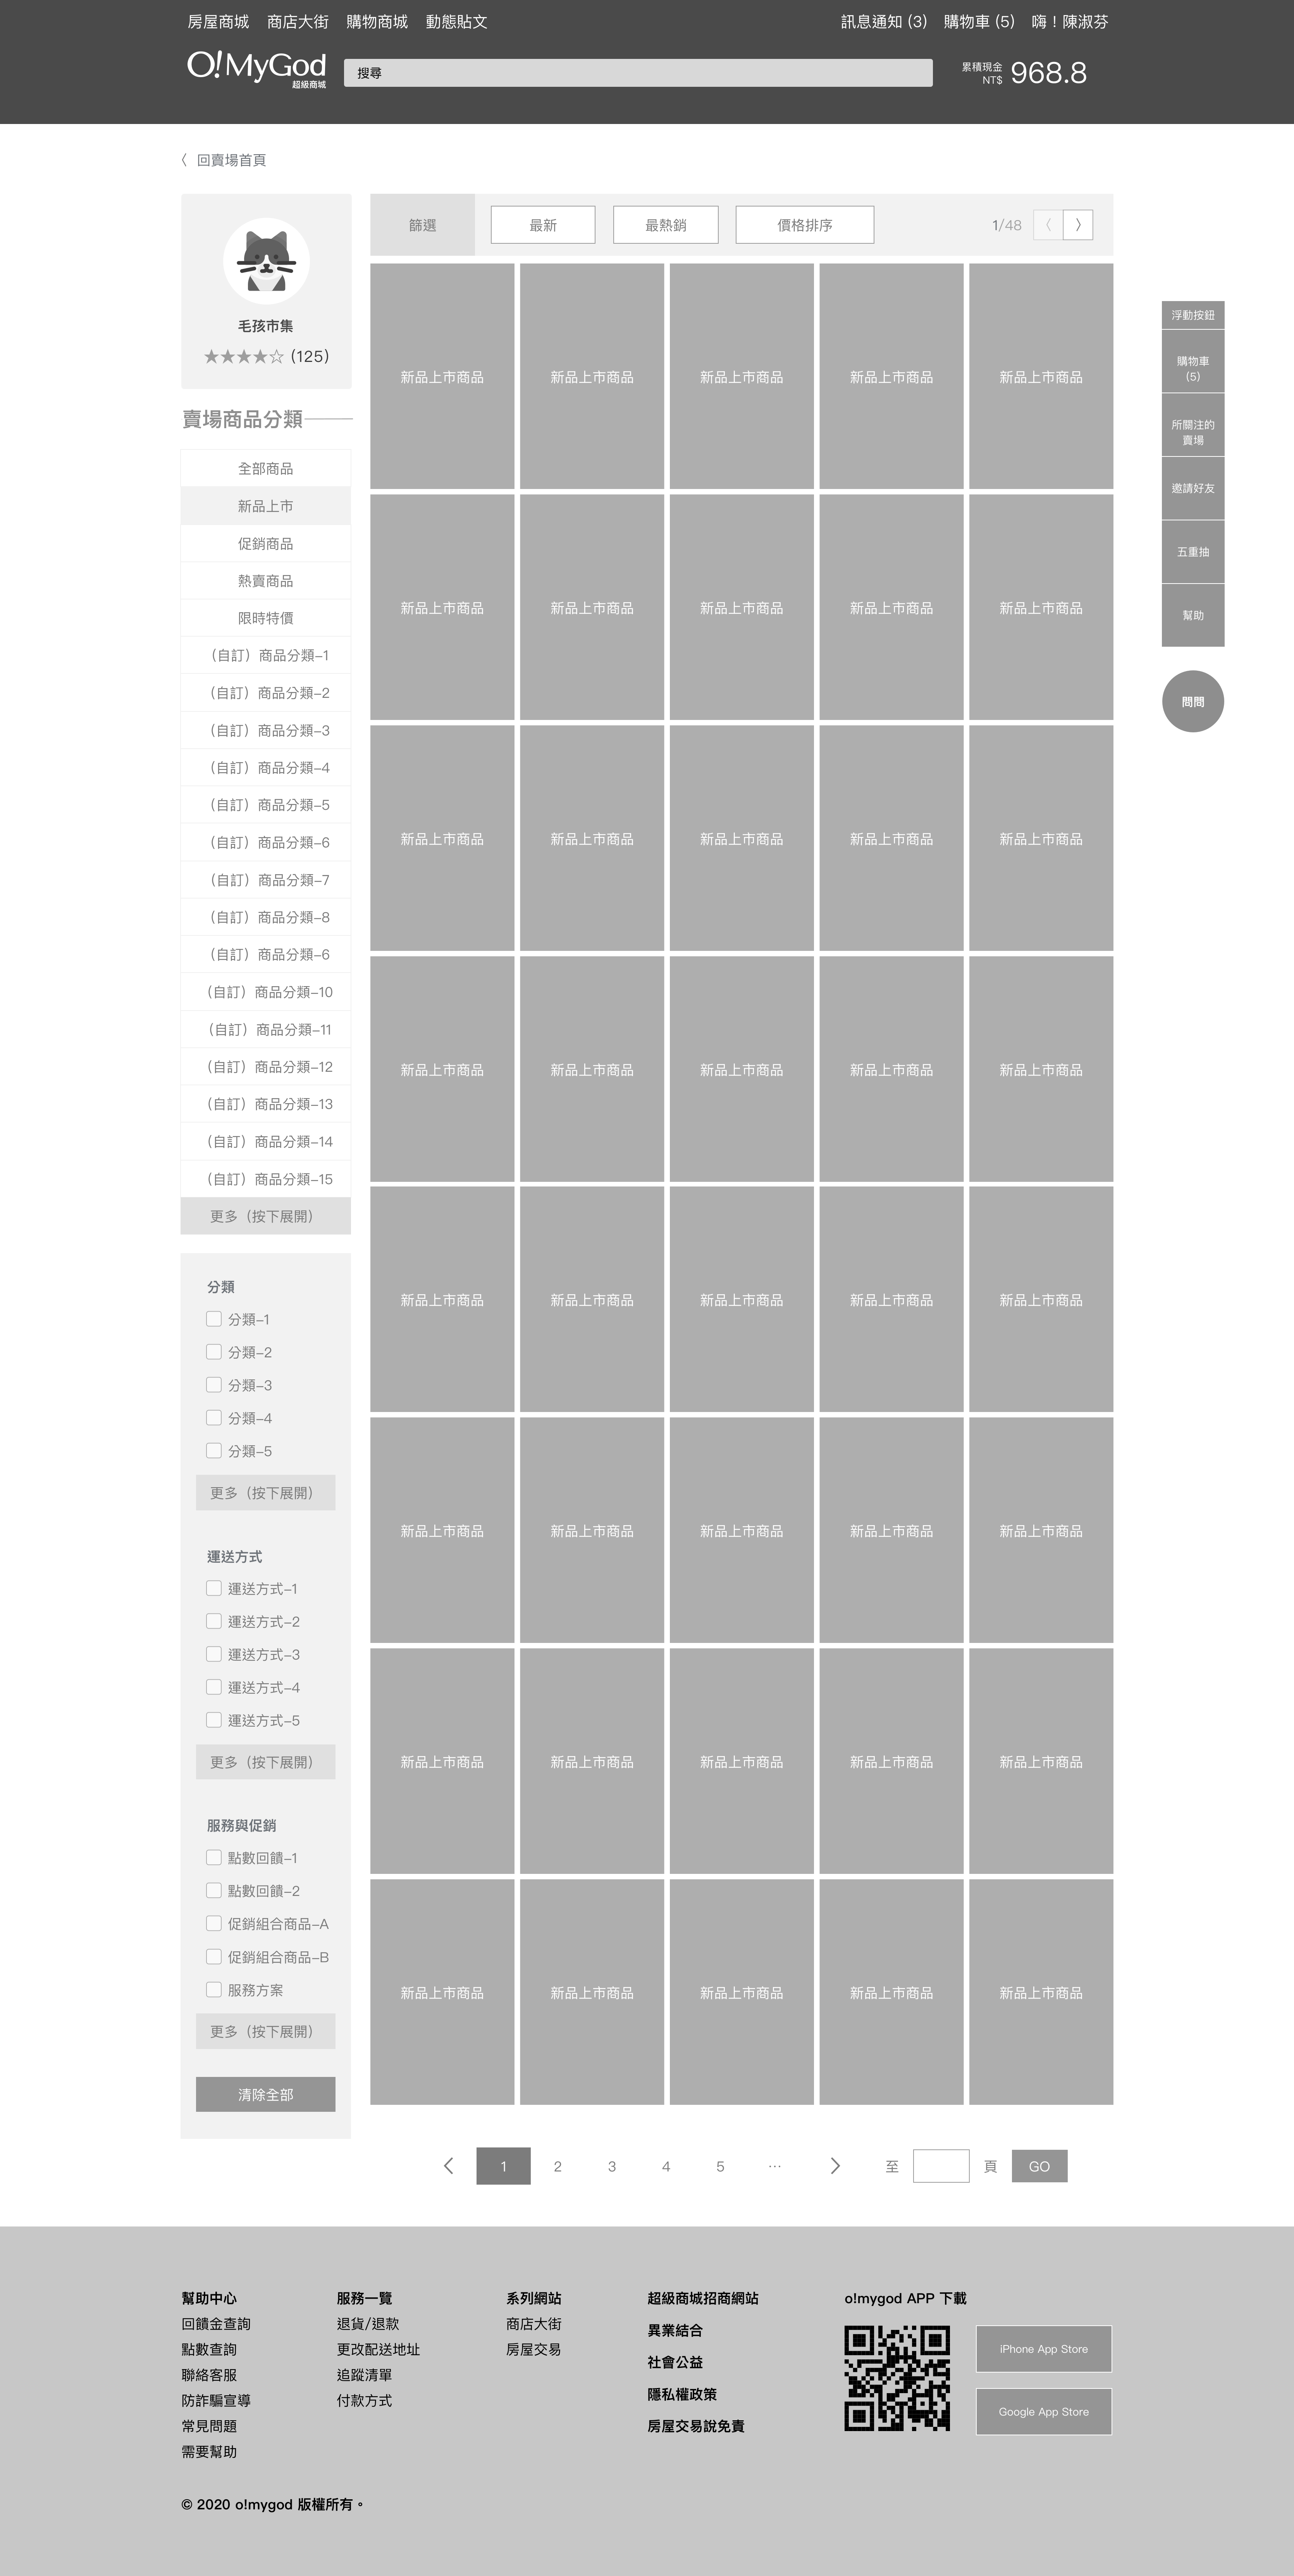 房屋商城 商店大街 購物商城 動態貼文 訊息通知 (3) 購物車 (5) 嗨！陳淑芬
O!MyGod
超級商城
搜尋
累積現金
NT$
968.8
〈 回賣場首頁
毛孩市集
★★★★☆ (125)
賣場商品分類
全部商品
新品上市
促銷商品
熱賣商品
限時特價
（自訂）商品分類–1
（自訂）商品分類–2
（自訂）商品分類–3
（自訂）商品分類–4
（自訂）商品分類–5
（自訂）商品分類–6
（自訂）商品分類–7
（自訂）商品分類–8
（自訂）商品分類–6
（自訂）商品分類–10
（自訂）商品分類–11
（自訂）商品分類–12
（自訂）商品分類–13
（自訂）商品分類–14
（自訂）商品分類–15
更多（按下展開）
分類
分類–1
分類–2
分類–3
分類–4
分類–5
更多（按下展開）
運送方式
運送方式–1
運送方式–2
運送方式–3
運送方式–4
運送方式–5
更多（按下展開）
服務與促銷
點數回饋–1
點數回饋–2
促銷組合商品–A
促銷組合商品–B
服務方案
更多（按下展開）
清除全部
篩選 最新 最熱銷 價格排序 1/48 〈 〉
新品上市商品 新品上市商品 新品上市商品 新品上市商品 新品上市商品
新品上市商品 新品上市商品 新品上市商品 新品上市商品 新品上市商品
新品上市商品 新品上市商品 新品上市商品 新品上市商品 新品上市商品
新品上市商品 新品上市商品 新品上市商品 新品上市商品 新品上市商品
新品上市商品 新品上市商品 新品上市商品 新品上市商品 新品上市商品
新品上市商品 新品上市商品 新品上市商品 新品上市商品 新品上市商品
新品上市商品 新品上市商品 新品上市商品 新品上市商品 新品上市商品
新品上市商品 新品上市商品 新品上市商品 新品上市商品 新品上市商品
1 2 3 4 5 … 至 頁 GO
浮動按鈕
購物車
(5)
所關注的
賣場
邀請好友
五重抽
幫助
問問
幫助中心
回饋金查詢
點數查詢
聯絡客服
防詐騙宣導
常見問題
需要幫助
服務一覽
退貨/退款
更改配送地址
追蹤清單
付款方式
系列網站
商店大街
房屋交易
超級商城招商網站
異業結合
社會公益
隱私權政策
房屋交易說免責
o!mygod APP 下載
iPhone App Store
Google App Store
© 2020 o!mygod 版權所有。